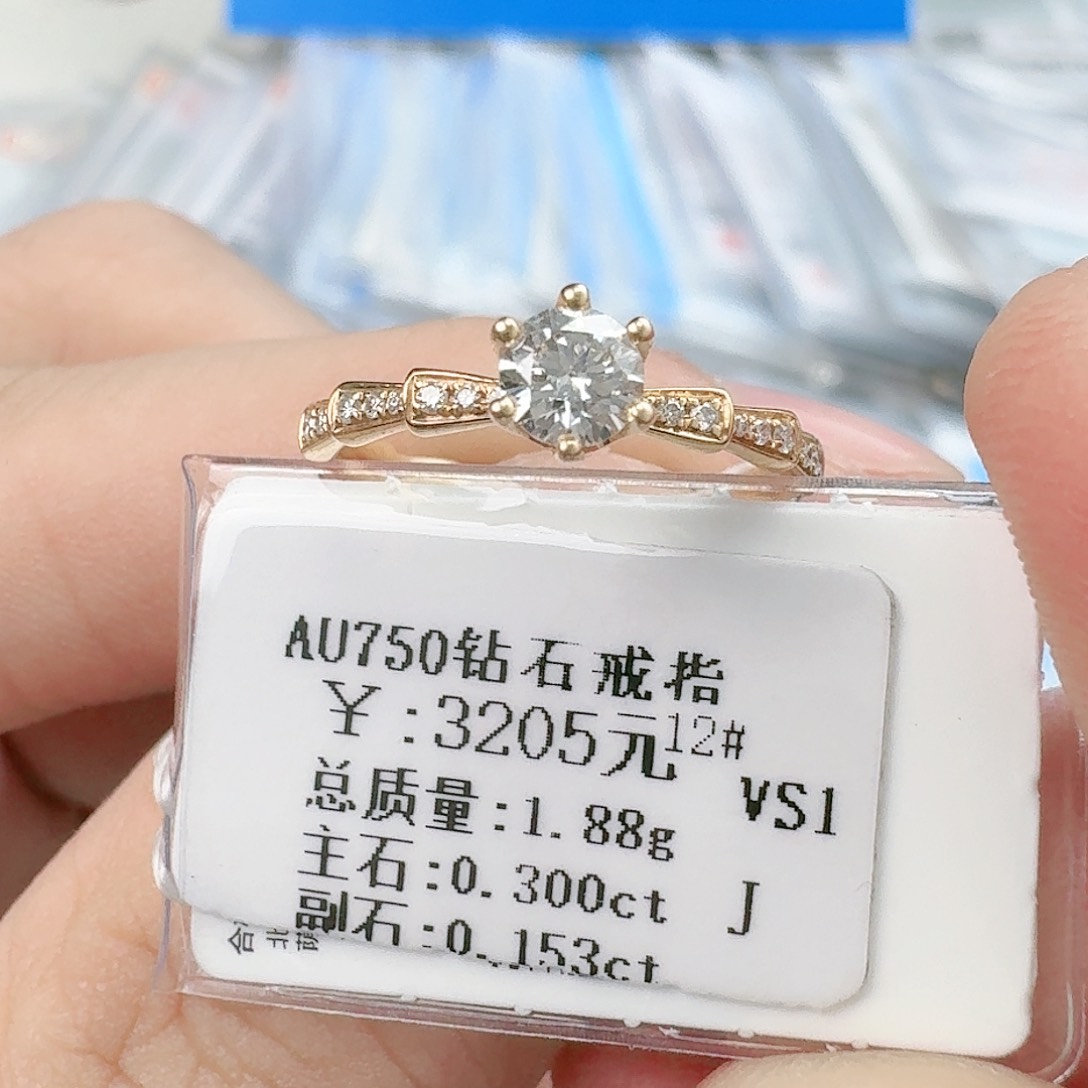 AU750钻石戒指
¥:3205元12#
总质量:1.88g VS1
主石:0.300ct J
副石:0.153ct